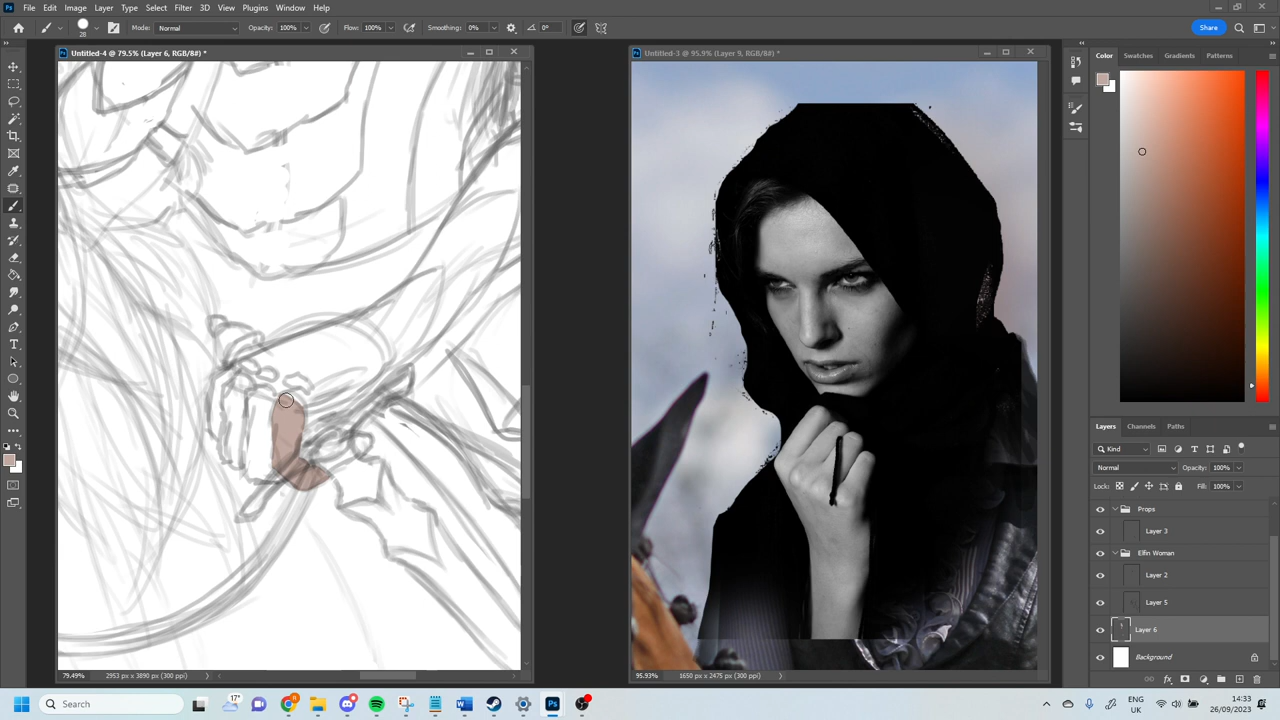 File Edit Image Layer Type Select Filter 3D View Plugins Window Help
28 Mode: Normal Opacity: 100% Flow: 100% Smoothing: 0% 0° Share
Untitled-4 @ 79.5% (Layer 6, RGB/8#) *
Untitled-3 @ 95.9% (Layer 9, RGB/8#) *
Color Swatches Gradients Patterns
Layers Channels Paths
Kind
Normal Opacity: 100%
Lock: Fill: 100%
Props
Layer 3
Elfin Woman
Layer 2
Layer 5
Layer 6
Background
79.49% 2953 px x 3890 px (300 ppi)
95.93% 1650 px x 2475 px (300 ppi)
Search
17°
ENG
UK
14:33
26/09/2023